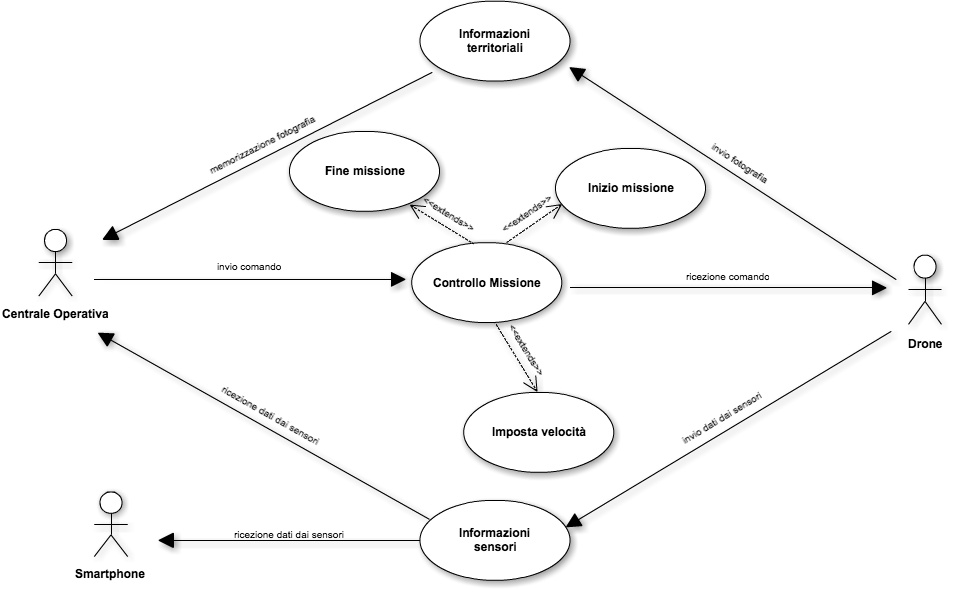 Informazioni
territoriali
memorizzazione fotografia
invio fotografia
Fine missione
Inizio missione
<<extends>>
<<extends>>
invio comando
Controllo Missione
ricezione comando
Centrale Operativa
Drone
<<extends>>
ricezione dati dai sensori
invio dati dai sensori
Imposta velocità
Informazioni
sensori
ricezione dati dai sensori
Smartphone